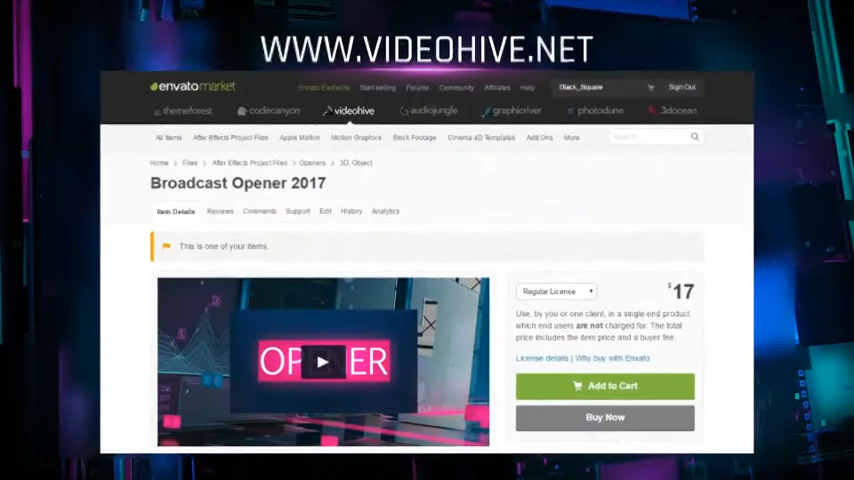 WWW.VIDEOHIVE.NET
envatomarket
Envato Elements Start selling Forums Community Affiliates Help Black_Square Sign Out
themeforest codecanyon videohive audiojungle graphicriver photodune 3docean
All Items After Effects Project Files Apple Motion Motion Graphics Stock Footage Cinema 4D Templates Add Ons More Search...
Home > Files > After Effects Project Files > Openers > 3D, Object
Broadcast Opener 2017
Item Details Reviews Comments Support Edit History Analytics
This is one of your items.
Regular License
$17
Use, by you or one client, in a single end product
which end users are not charged for. The total
price includes the item price and a buyer fee.
License details | Why buy with Envato
Add to Cart
Buy Now
OP ER